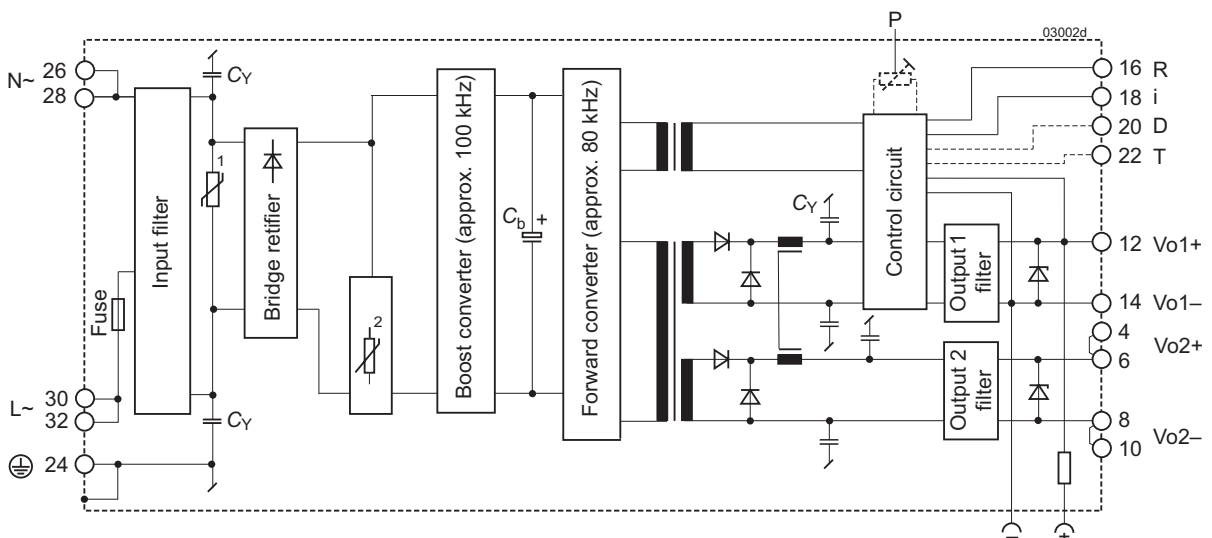 P
03002d
N~ 26
28
CY
16 R
18 i
20 D
22 T
Input filter
1
Bridge retifier
2
Boost converter (approx. 100 kHz)
Cb +
Forward converter (approx. 80 kHz)
Control circuit
CY
Output 1
filter
12 Vo1+
14 Vo1–
4
Vo2+
6
Output 2
filter
8
Vo2–
10
Fuse
30
L~
32
CY
24
– +